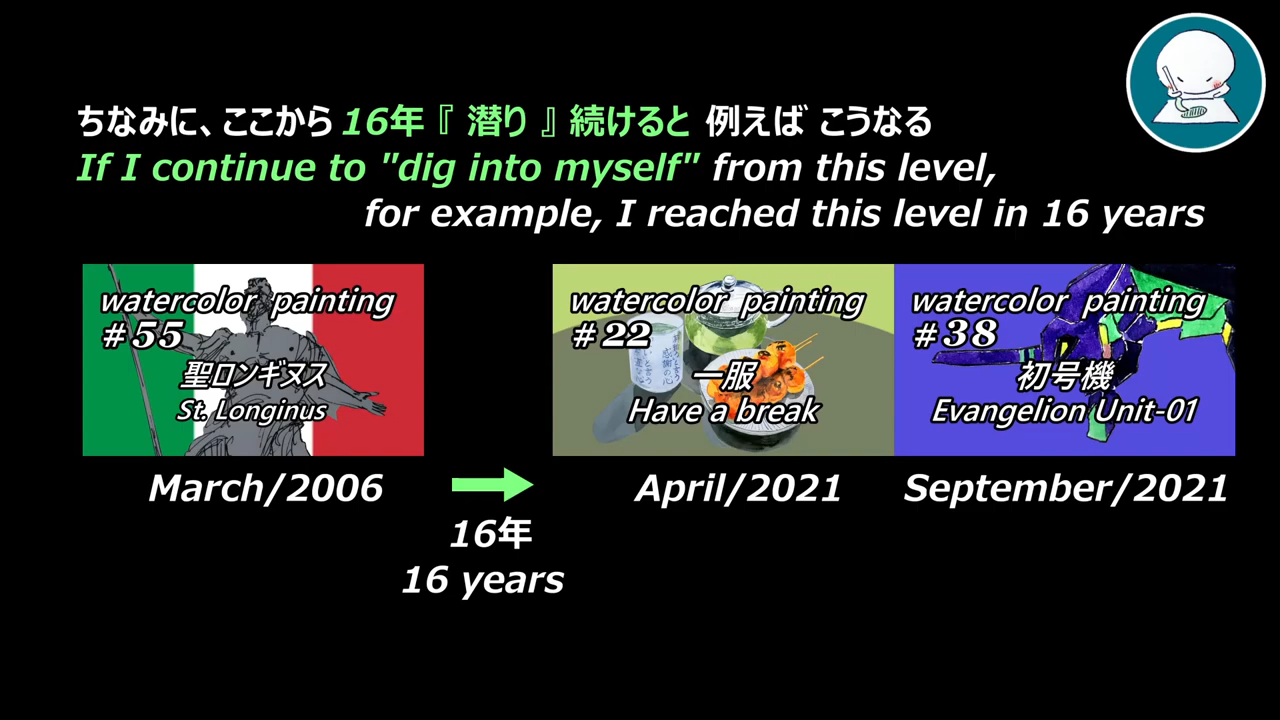 ちなみに、ここから 16年『 潜り 』続けると 例えば こうなる
If I continue to "dig into myself" from this level,
for example, I reached this level in 16 years
watercolor painting
#55
聖ロンギヌス
St. Longinus
March/2006
16年
16 years
watercolor painting
#22
一服
Have a break
April/2021
watercolor painting
#38
初号機
Evangelion Unit-01
September/2021